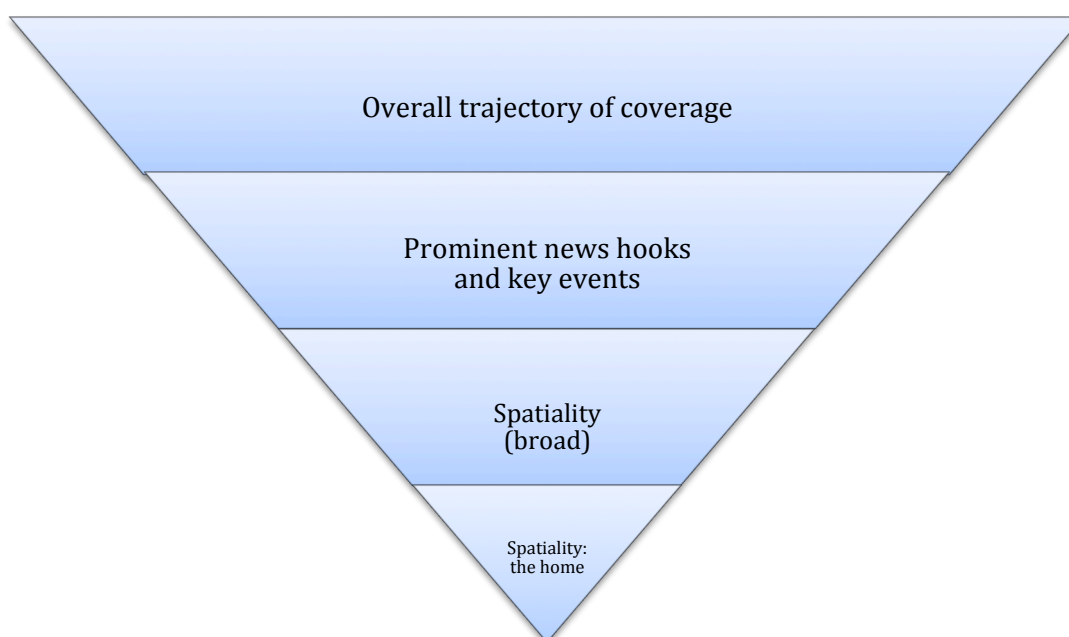 Overall trajectory of coverage
Prominent news hooks
and key events
Spatiality
(broad)
Spatiality:
the home